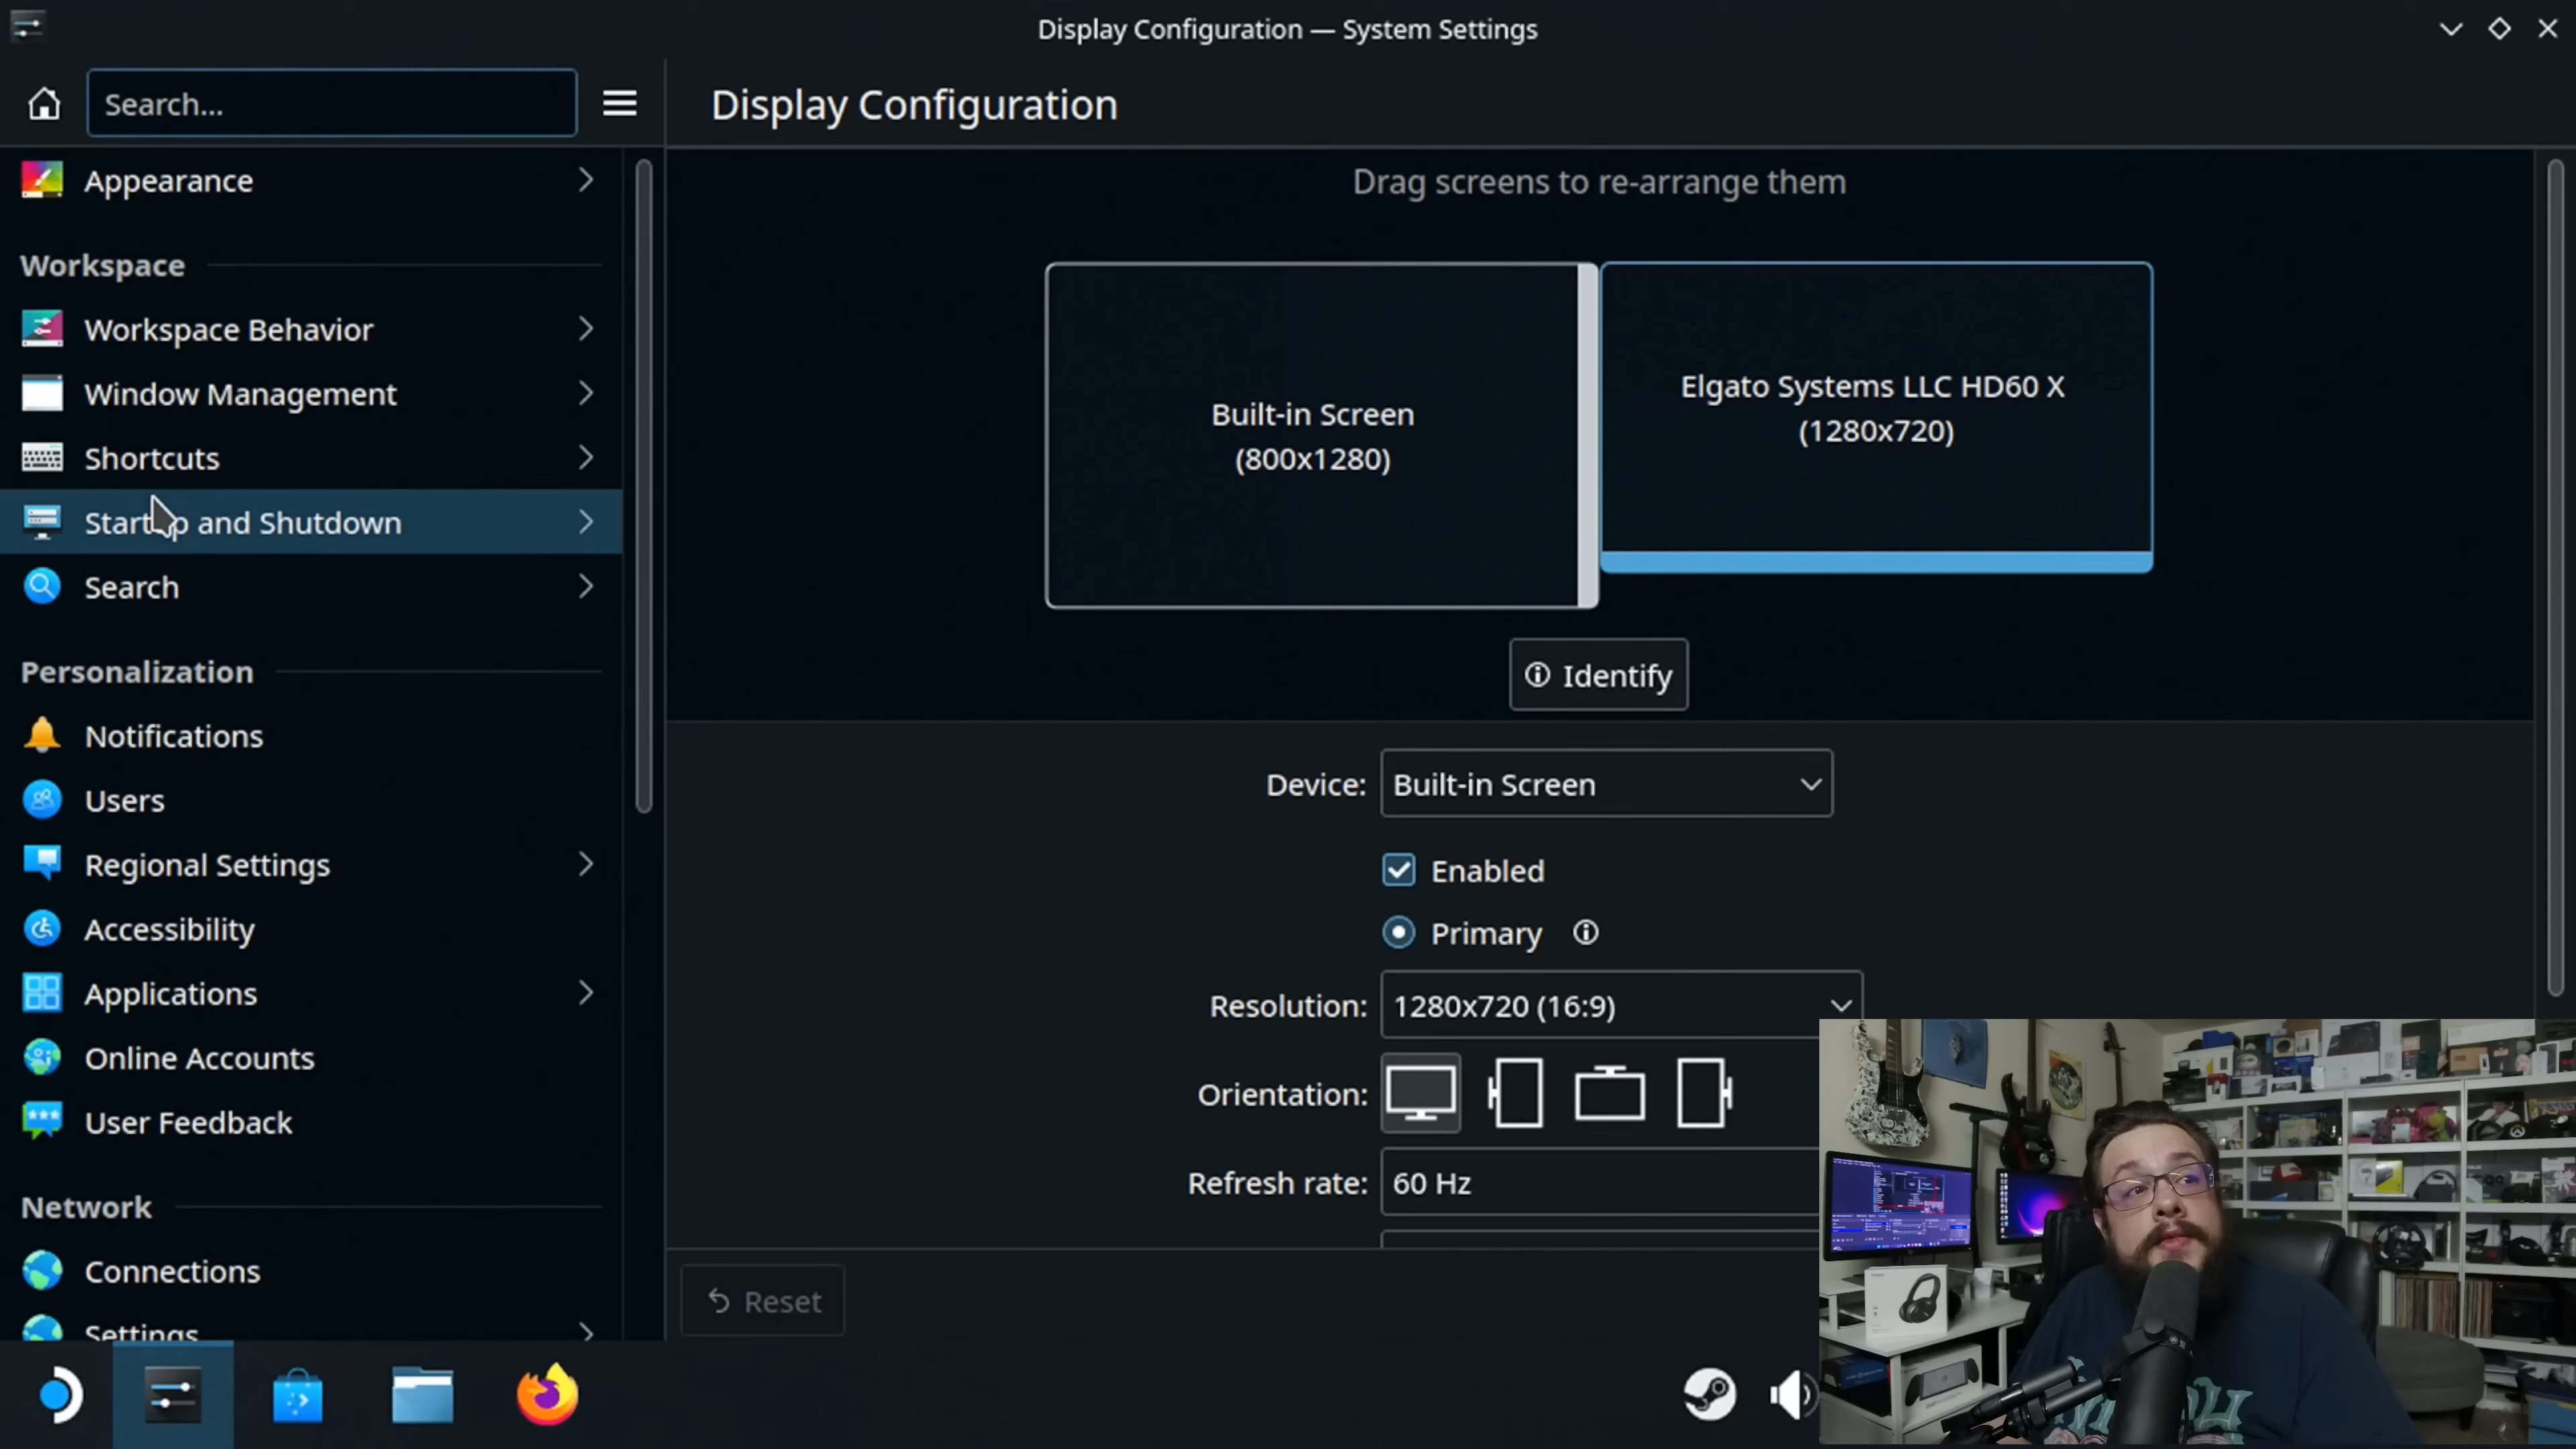 Display Configuration — System Settings
Search...
Display Configuration
Appearance
Workspace
Workspace Behavior
Window Management
Shortcuts
Startup and Shutdown
Search
Personalization
Notifications
Users
Regional Settings
Accessibility
Applications
Online Accounts
User Feedback
Network
Connections
Settings
Drag screens to re-arrange them
Built-in Screen
(800x1280)
Elgato Systems LLC HD60 X
(1280x720)
Identify
Device: Built-in Screen
Enabled
Primary
Resolution: 1280x720 (16:9)
Orientation:
Refresh rate: 60 Hz
Reset